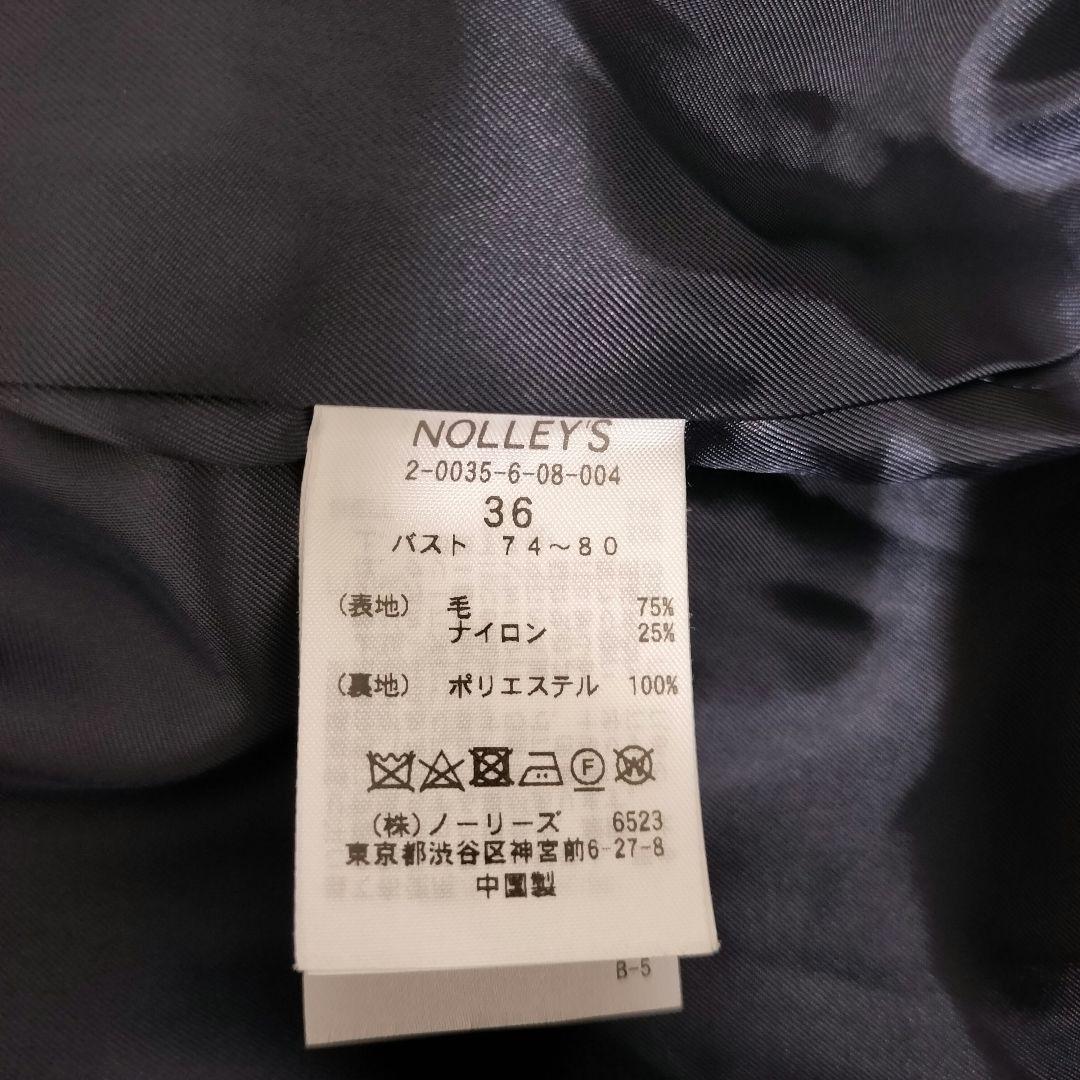 NOLLEY'S
2-0035-6-08-004
36
バスト 74～80
(表地) 毛 75%
ナイロン 25%
(裏地) ポリエステル 100%
F W
(株)ノーリーズ 6523
東京都渋谷区神宮前6-27-8
中国製
B-5